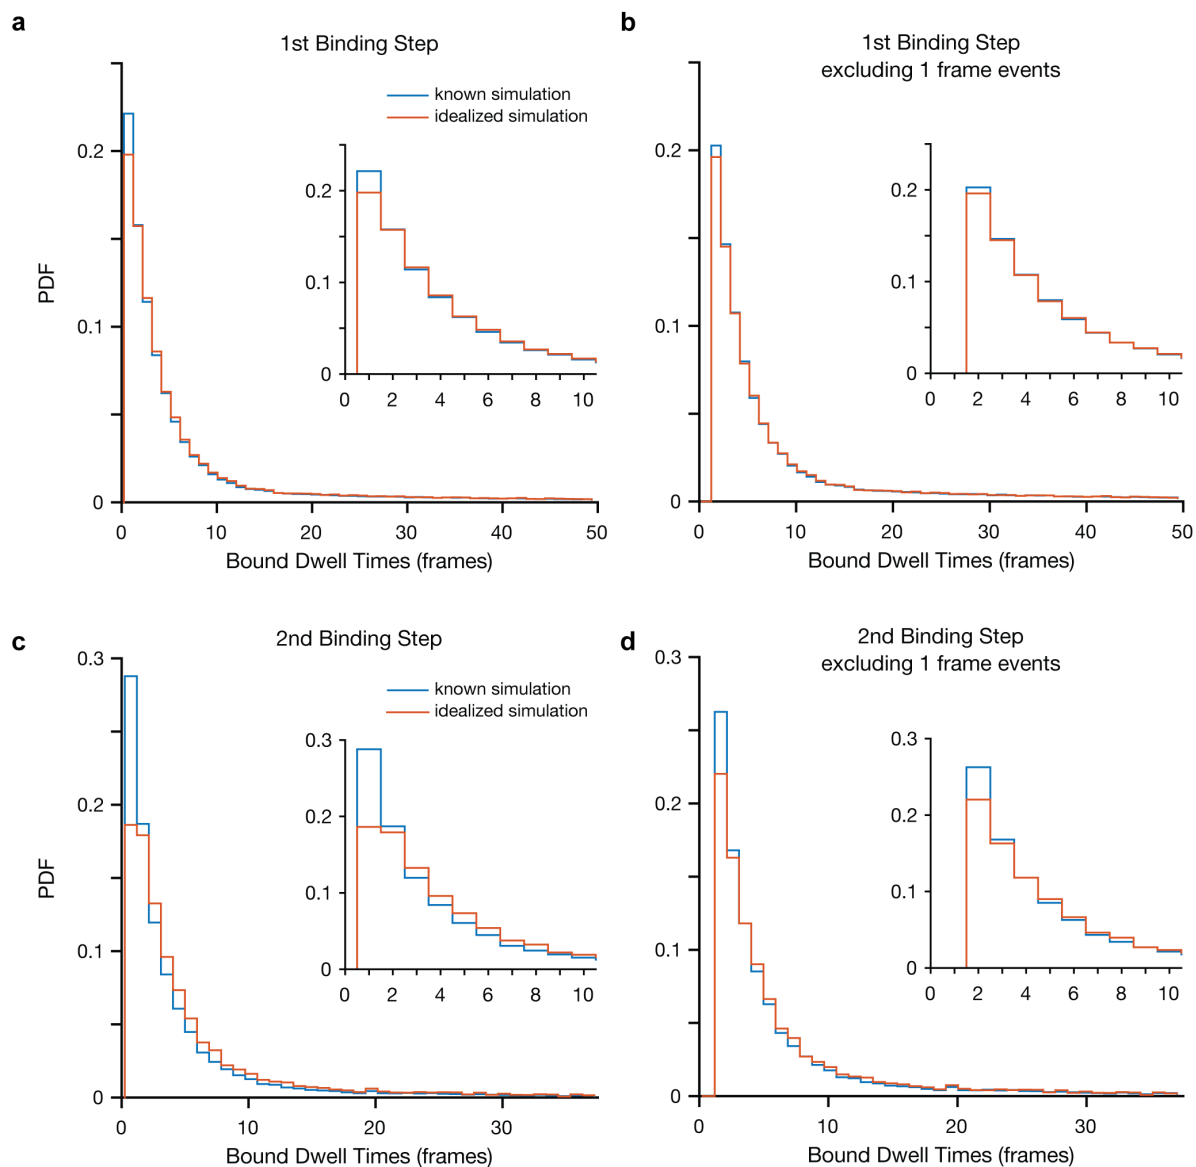 a
1st Binding Step
known simulation
idealized simulation
PDF
0.2
0.1
0
0 10 20 30 40 50
Bound Dwell Times (frames)
0.2
0.1
0
0 2 4 6 8 10
b
1st Binding Step
excluding 1 frame events
0.2
0.1
0
0 10 20 30 40 50
Bound Dwell Times (frames)
0.2
0.1
0
0 2 4 6 8 10
c
2nd Binding Step
known simulation
idealized simulation
PDF
0.3
0.2
0.1
0
0 10 20 30
Bound Dwell Times (frames)
0.3
0.2
0.1
0
0 2 4 6 8 10
d
2nd Binding Step
excluding 1 frame events
0.3
0.2
0.1
0
0 10 20 30
Bound Dwell Times (frames)
0.3
0.2
0.1
0
0 2 4 6 8 10